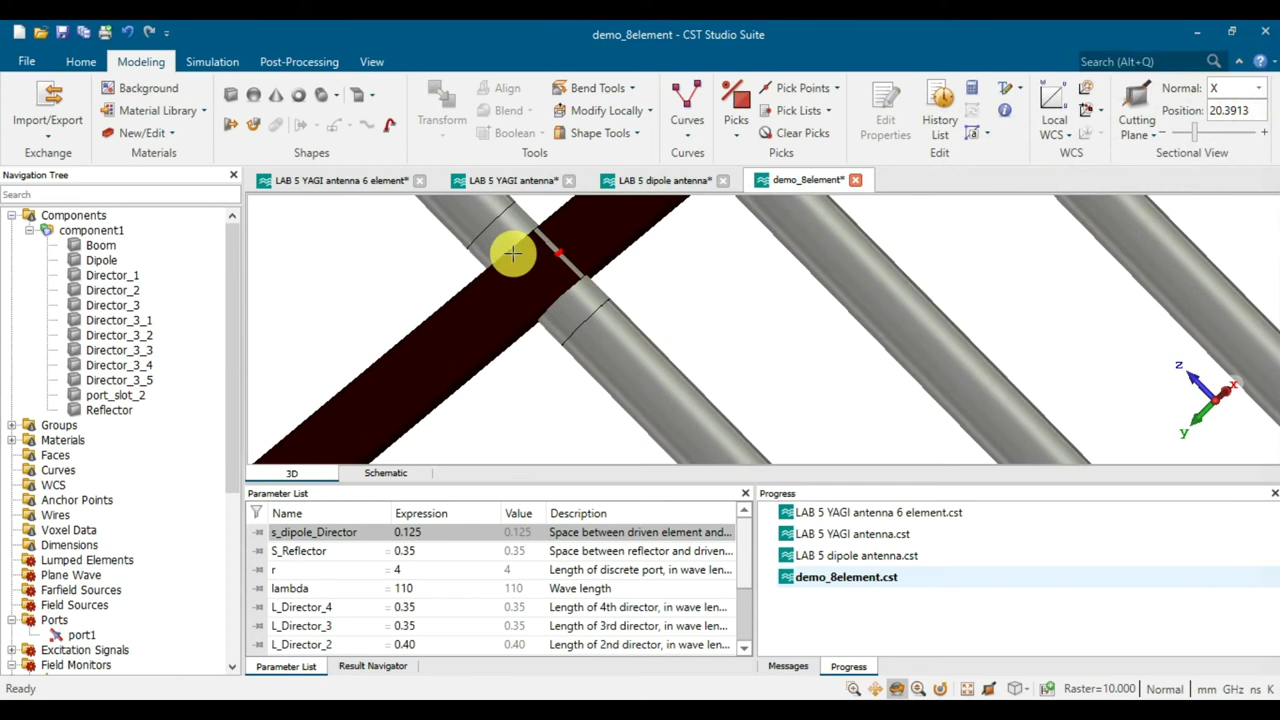 demo_8element - CST Studio Suite
File Home Modeling Simulation Post-Processing View Search (Alt+Q)
Import/Export
Exchange
Background
Material Library
New/Edit
Materials
Shapes
Transform
Align
Blend
Boolean
Bend Tools
Modify Locally
Shape Tools
Tools
Curves
Curves
Picks
Pick Points
Pick Lists
Clear Picks
Picks
Edit
Properties
History
List
Edit
Local
WCS
WCS
Cutting
Plane
Normal: X
Position:
20.3913
Sectional View
Navigation Tree
Search
Components
component1
Boom
Dipole
Director_1
Director_2
Director_3
Director_3_1
Director_3_2
Director_3_3
Director_3_4
Director_3_5
port_slot_2
Reflector
Groups
Materials
Faces
Curves
WCS
Anchor Points
Wires
Voxel Data
Dimensions
Lumped Elements
Plane Wave
Farfield Sources
Field Sources
Ports
port1
Excitation Signals
Field Monitors
LAB 5 YAGI antenna 6 element* LAB 5 YAGI antenna* LAB 5 dipole antenna* demo_8element*
z
x
y
3D Schematic
Parameter List
Name Expression Value Description
s_dipole_Director 0.125 0.125 Space between driven element and...
S_Reflector = 0.35 0.35 Space between reflector and driven...
r = 4 4 Length of discrete port, in wave len...
lambda = 110 110 Wave length
L_Director_4 = 0.35 0.35 Length of 4th director, in wave len...
L_Director_3 = 0.35 0.35 Length of 3rd director, in wave len...
L_Director_2 = 0.40 0.40 Length of 2nd director, in wave len...
Parameter List Result Navigator
Progress
LAB 5 YAGI antenna 6 element.cst
LAB 5 YAGI antenna.cst
LAB 5 dipole antenna.cst
demo_8element.cst
Messages Progress
Ready
Raster=10.000 Normal mm GHz ns K